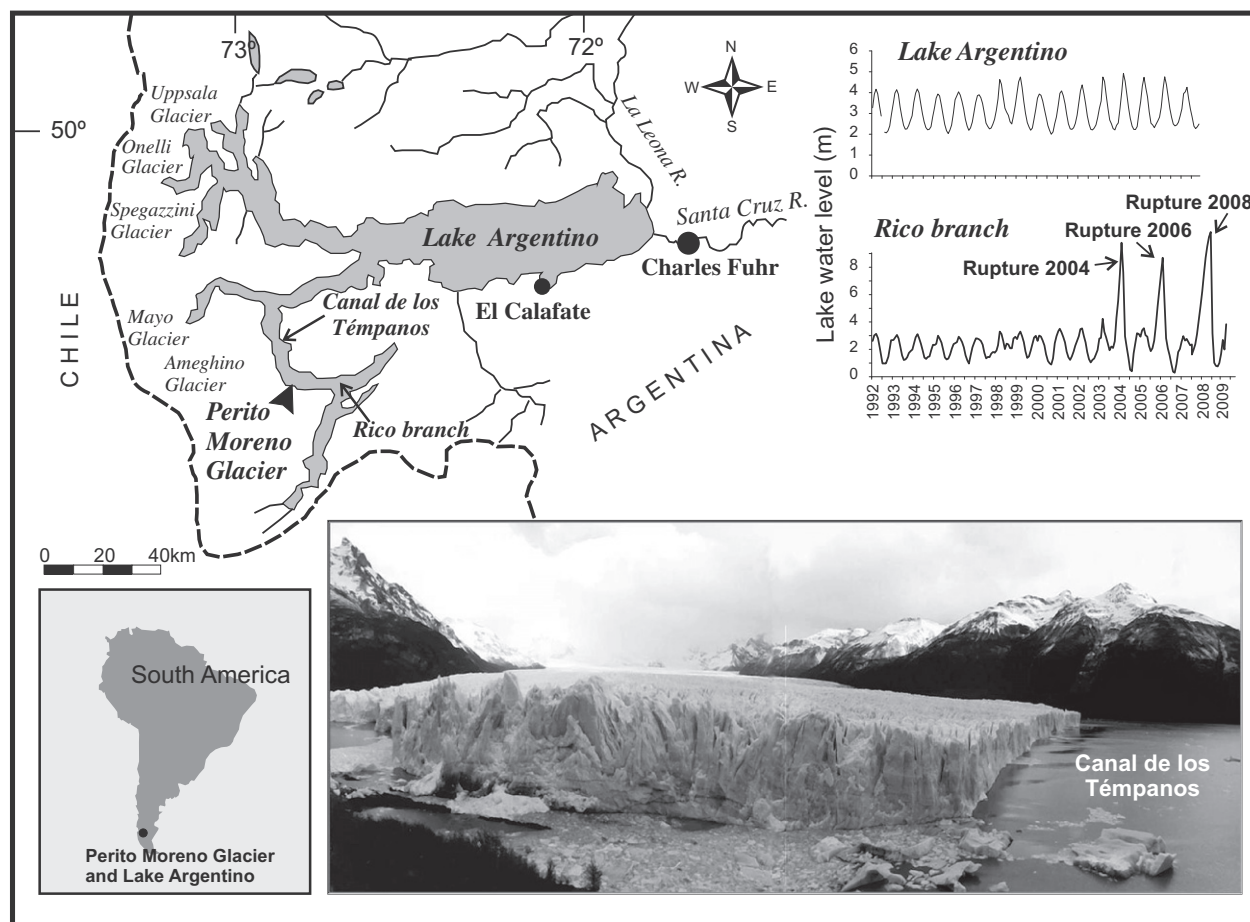 73º
72º
50º
N
W
E
S
Uppsala
Glacier
Onelli
Glacier
Spegazzini
Glacier
Mayo
Glacier
Ameghino
Glacier
Perito
Moreno
Glacier
Canal de los
Témpanos
Rico branch
Lake Argentino
La Leona R.
Santa Cruz R.
Charles Fuhr
El Calafate
CHILE
ARGENTINA
0 20 40km
Lake Argentino
6
5
4
3
2
1
0
Lake water level (m)
Rico branch
Rupture 2004
Rupture 2006
Rupture 2008
8
6
4
2
0
1992
1993
1994
1995
1996
1997
1998
1999
2000
2001
2002
2003
2004
2005
2006
2007
2008
2009
South America
Perito Moreno Glacier
and Lake Argentino
Canal de los
Témpanos